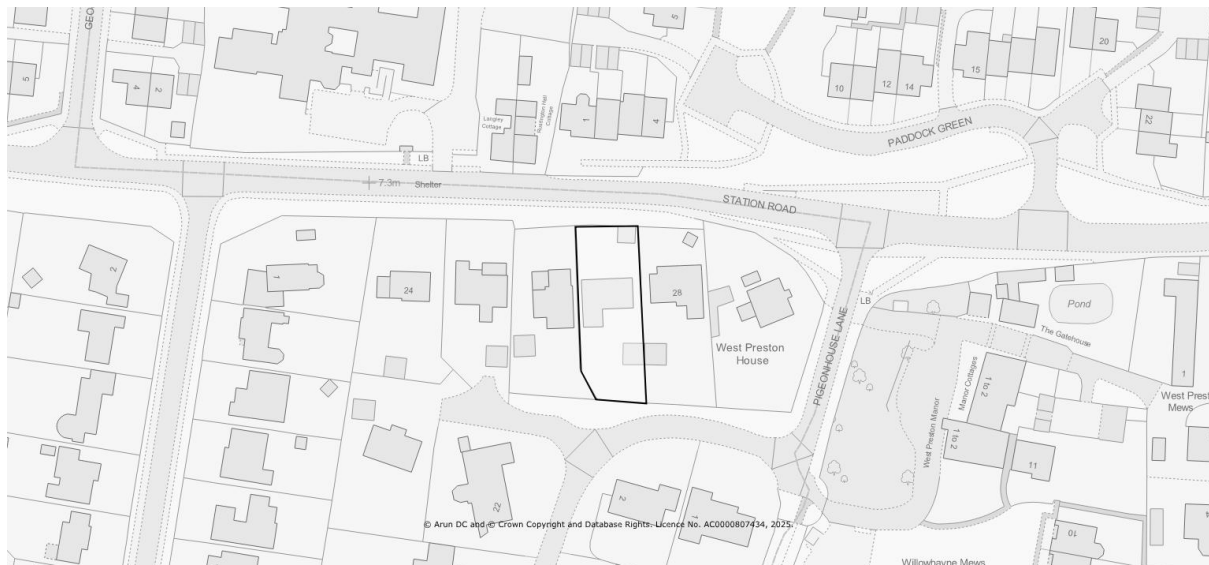 GEO
5
4
2
Langley
Cottage
Rustington Hall
Cottage
1
4
5
10
12
14
15
20
22
PADDOCK GREEN
LB
7.3m
Shelter
STATION ROAD
2
1
24
28
West Preston
House
PIGEONHOUSE LANE
LB
Pond
The Gatehouse
Manor Cottages
1 to 2
1 to 2
West Preston Manor
11
1
West Prest
Mews
22
2
1
10
© Arun DC and © Crown Copyright and Database Rights. Licence No. AC0000807434, 2025.
Willowhayne Mews